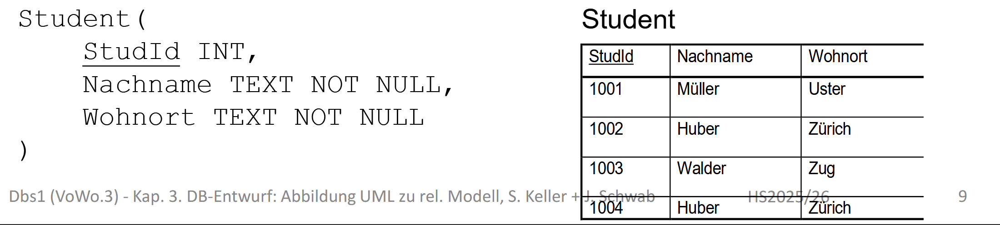 Student(
StudId INT,
Nachname TEXT NOT NULL,
Wohnort TEXT NOT NULL
)
Student
StudId Nachname Wohnort
1001 Müller Uster
1002 Huber Zürich
1003 Walder Zug
1004 Huber Zürich
Dbs1 (VoWo.3) - Kap. 3. DB-Entwurf: Abbildung UML zu rel. Modell, S. Keller + J. Schwab HS2025/26 9